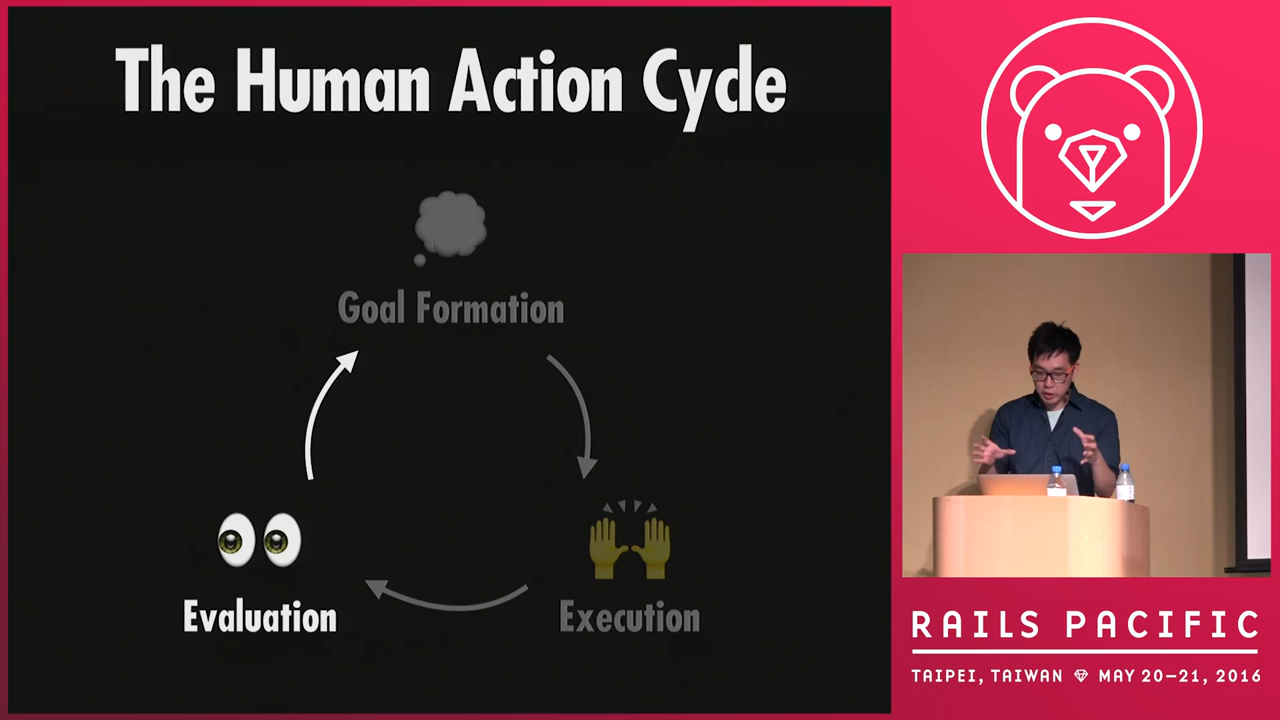 The Human Action Cycle
Goal Formation
Evaluation
Execution
RAILS PACIFIC
TAIPEI, TAIWAN MAY 20–21, 2016